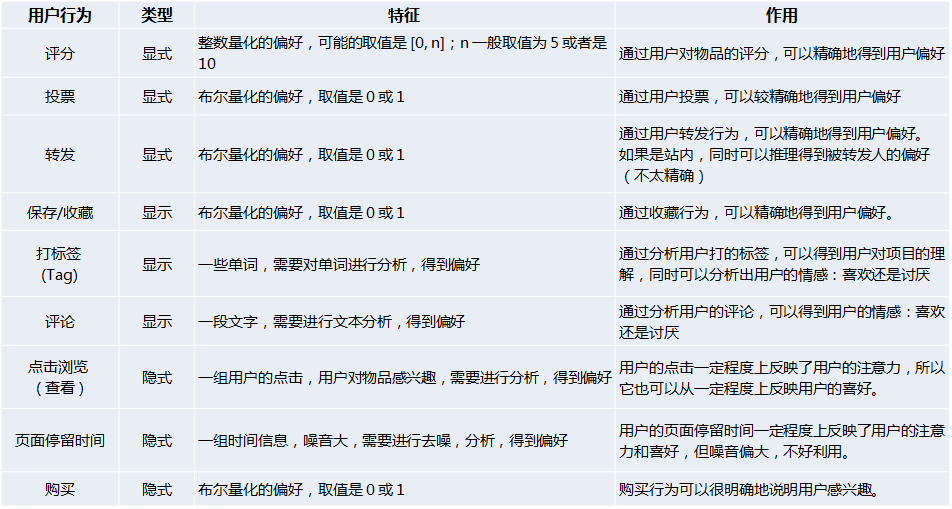 用户行为 类型 特征 作用
评分 显式 整数量化的偏好，可能的取值是 [0, n]；n 一般取值为 5 或者是
10 通过用户对物品的评分，可以精确地得到用户偏好
投票 显式 布尔量化的偏好，取值是 0 或 1 通过用户投票，可以较精确地得到用户偏好
转发 显式 布尔量化的偏好，取值是 0 或 1 通过用户转发行为，可以精确地得到用户偏好。
如果是站内，同时可以推理得到被转发人的偏好
（不太精确）
保存/收藏 显示 布尔量化的偏好，取值是 0 或 1 通过收藏行为，可以精确地得到用户偏好。
打标签
(Tag) 显示 一些单词，需要对单词进行分析，得到偏好 通过分析用户打的标签，可以得到用户对项目的理
解，同时可以分析出用户的情感：喜欢还是讨厌
评论 显示 一段文字，需要进行文本分析，得到偏好 通过分析用户的评论，可以得到用户的情感：喜欢
还是讨厌
点击浏览
（查看） 隐式 一组用户的点击，用户对物品感兴趣，需要进行分析，得到偏好 用户的点击一定程度上反映了用户的注意力，所以
它也可以从一定程度上反映用户的喜好。
页面停留时间 隐式 一组时间信息，噪音大，需要进行去噪，分析，得到偏好 用户的页面停留时间一定程度上反映了用户的注意
力和喜好，但噪音偏大，不好利用。
购买 隐式 布尔量化的偏好，取值是 0 或 1 购买行为可以很明确地说明用户感兴趣。